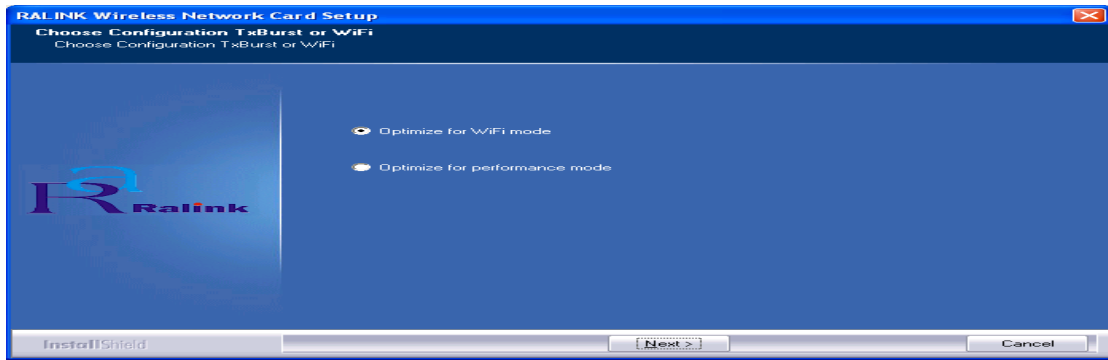 RALINK Wireless Network Card Setup
Choose Configuration TxBurst or WiFi
Choose Configuration TxBurst or WiFi
Optimize for WiFi mode
Optimize for performance mode
Ralink
InstallShield
Next >
Cancel